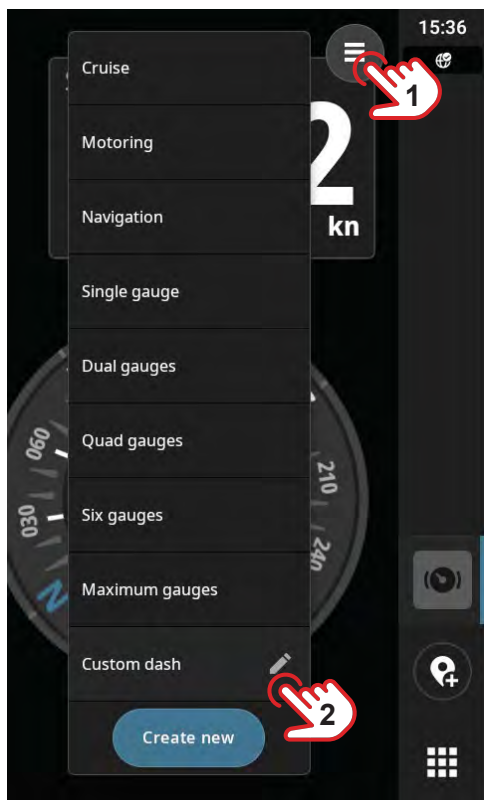 15:36
1
Cruise
Motoring
2
Navigation
kn
Single gauge
Dual gauges
Quad gauges
060
210
Six gauges
030
240
N
Maximum gauges
Custom dash
2
Create new